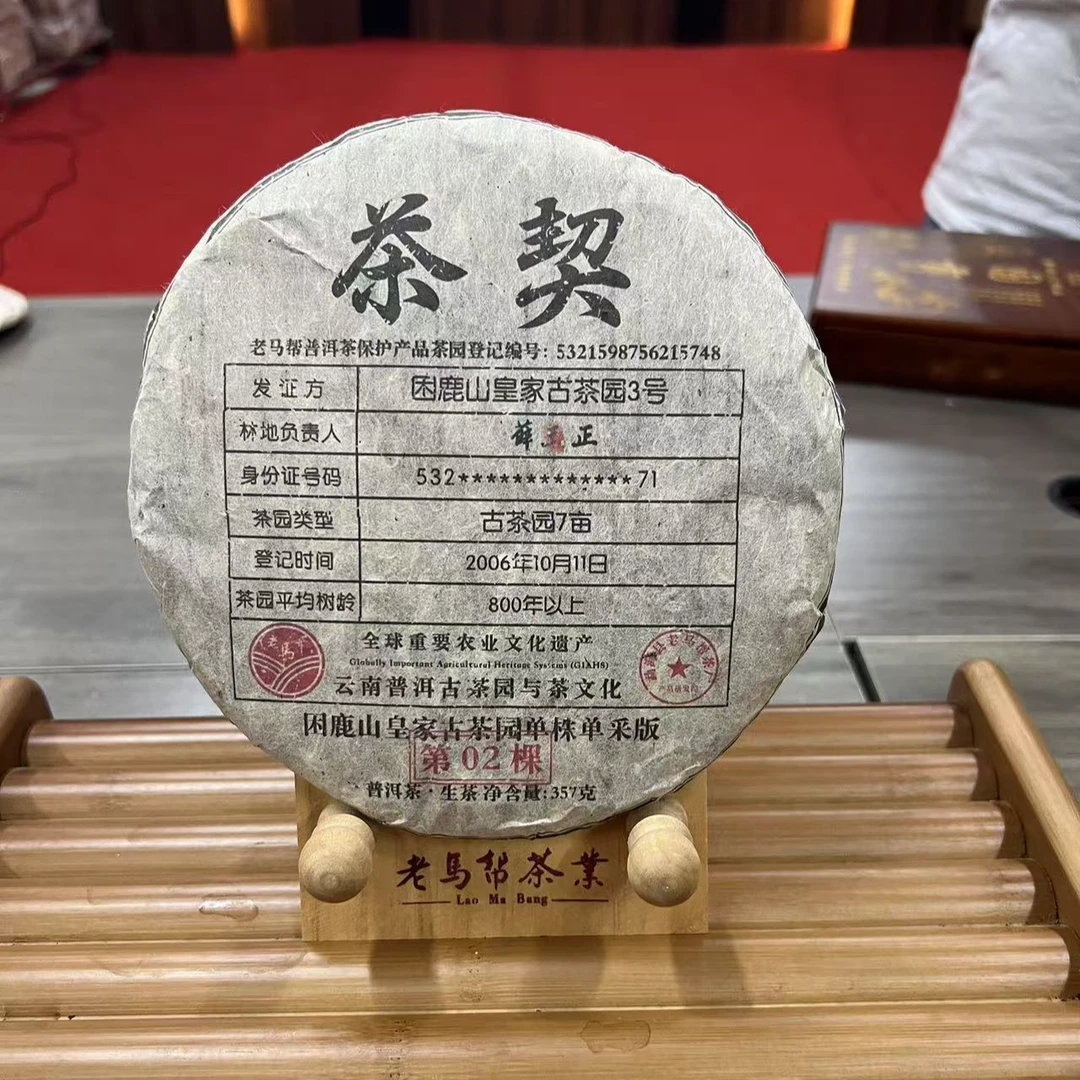 茶契
老马帮普洱茶保护产品茶园登记编号：5321598756215748
发证方 困鹿山皇家古茶园3号
林地负责人 薛 正
身份证号码 532*************71
茶园类型 古茶园7亩
登记时间 2006年10月11日
茶园平均树龄 800年以上
老马帮
全球重要农业文化遗产
Globally Important Agricultural Heritage Systems (GIAHS)
云南普洱古茶园与茶文化
困鹿山皇家古茶园单株单采版
第02棵
普洱茶·生茶 净含量:357克
老馬幇茶業
Lao Ma Bang